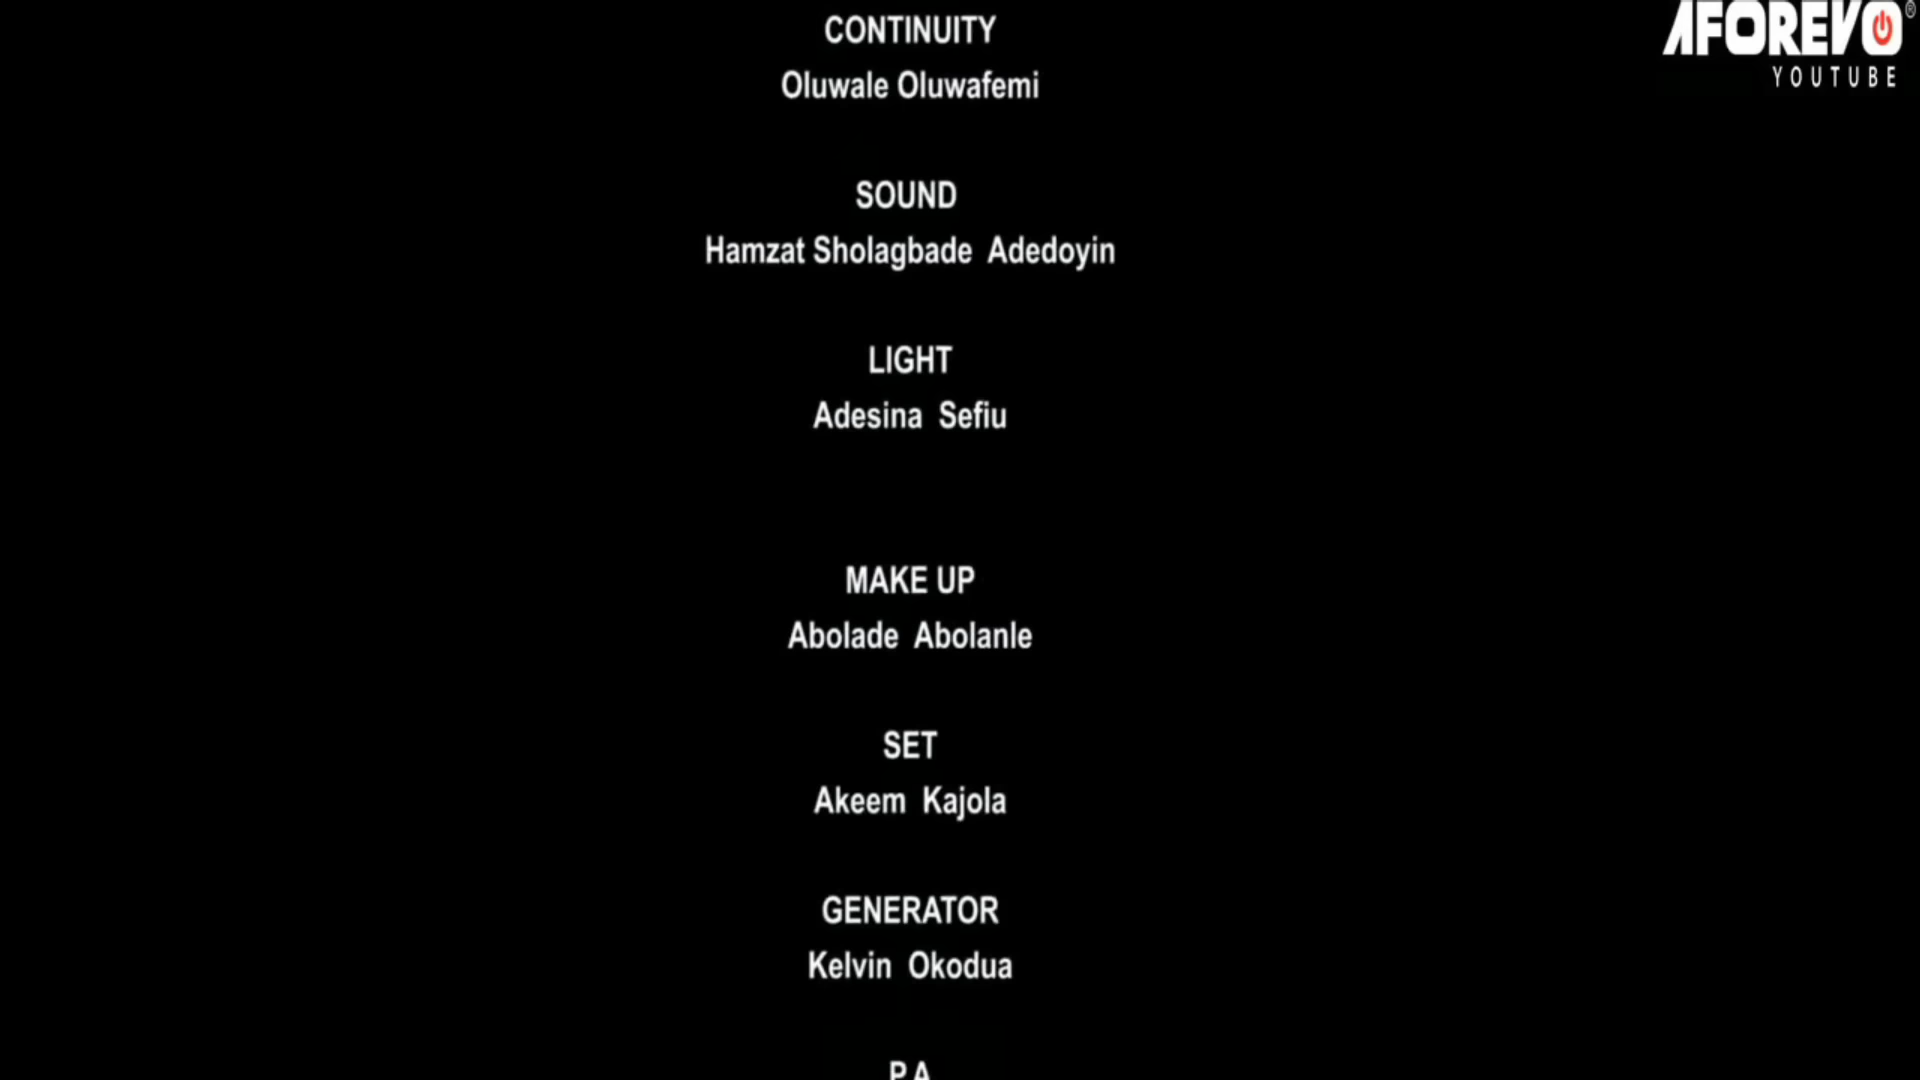 CONTINUITY
Oluwale Oluwafemi
SOUND
Hamzat Sholagbade Adedoyin
LIGHT
Adesina Sefiu
MAKE UP
Abolade Abolanle
SET
Akeem Kajola
GENERATOR
Kelvin Okodua
P.A
AFOREVO®
YOUTUBE